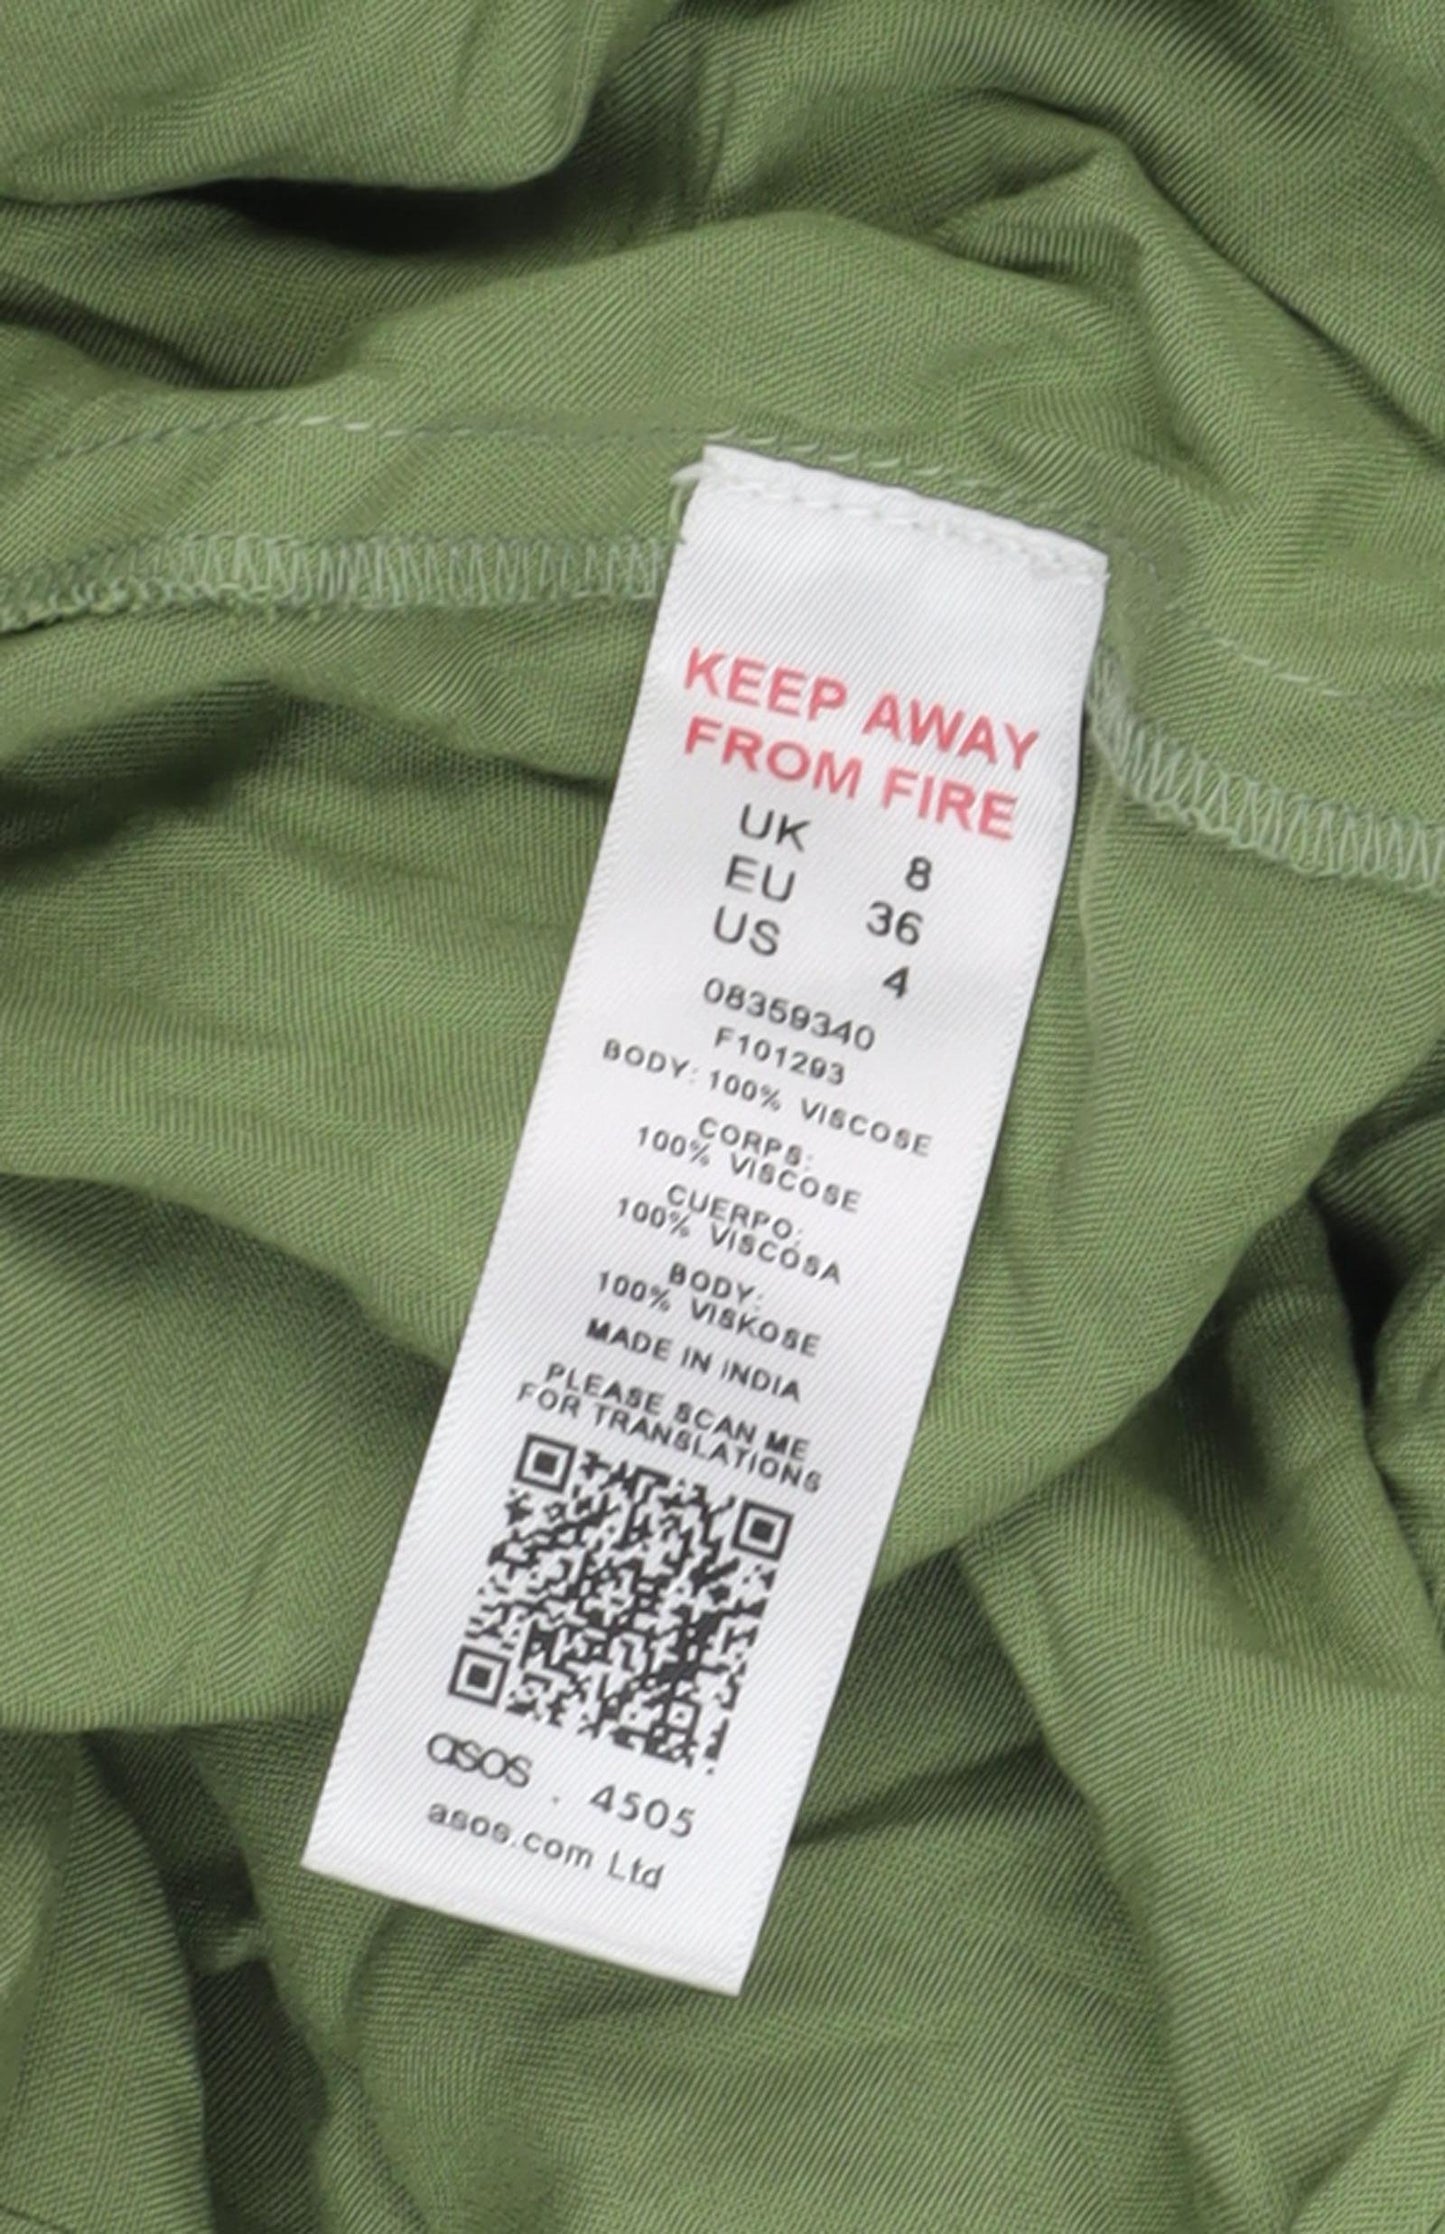 KEEP AWAY
FROM FIRE
UK 8
EU 36
US 4
08359340
F101293
BODY: 100% VISCOSE
CORPS:
100% VISCOSE
CUERPO:
100% VISCOSA
BODY:
100% VISKOSE
MADE IN INDIA
PLEASE SCAN ME
FOR TRANSLATIONS
asos . 4505
asos.com Ltd